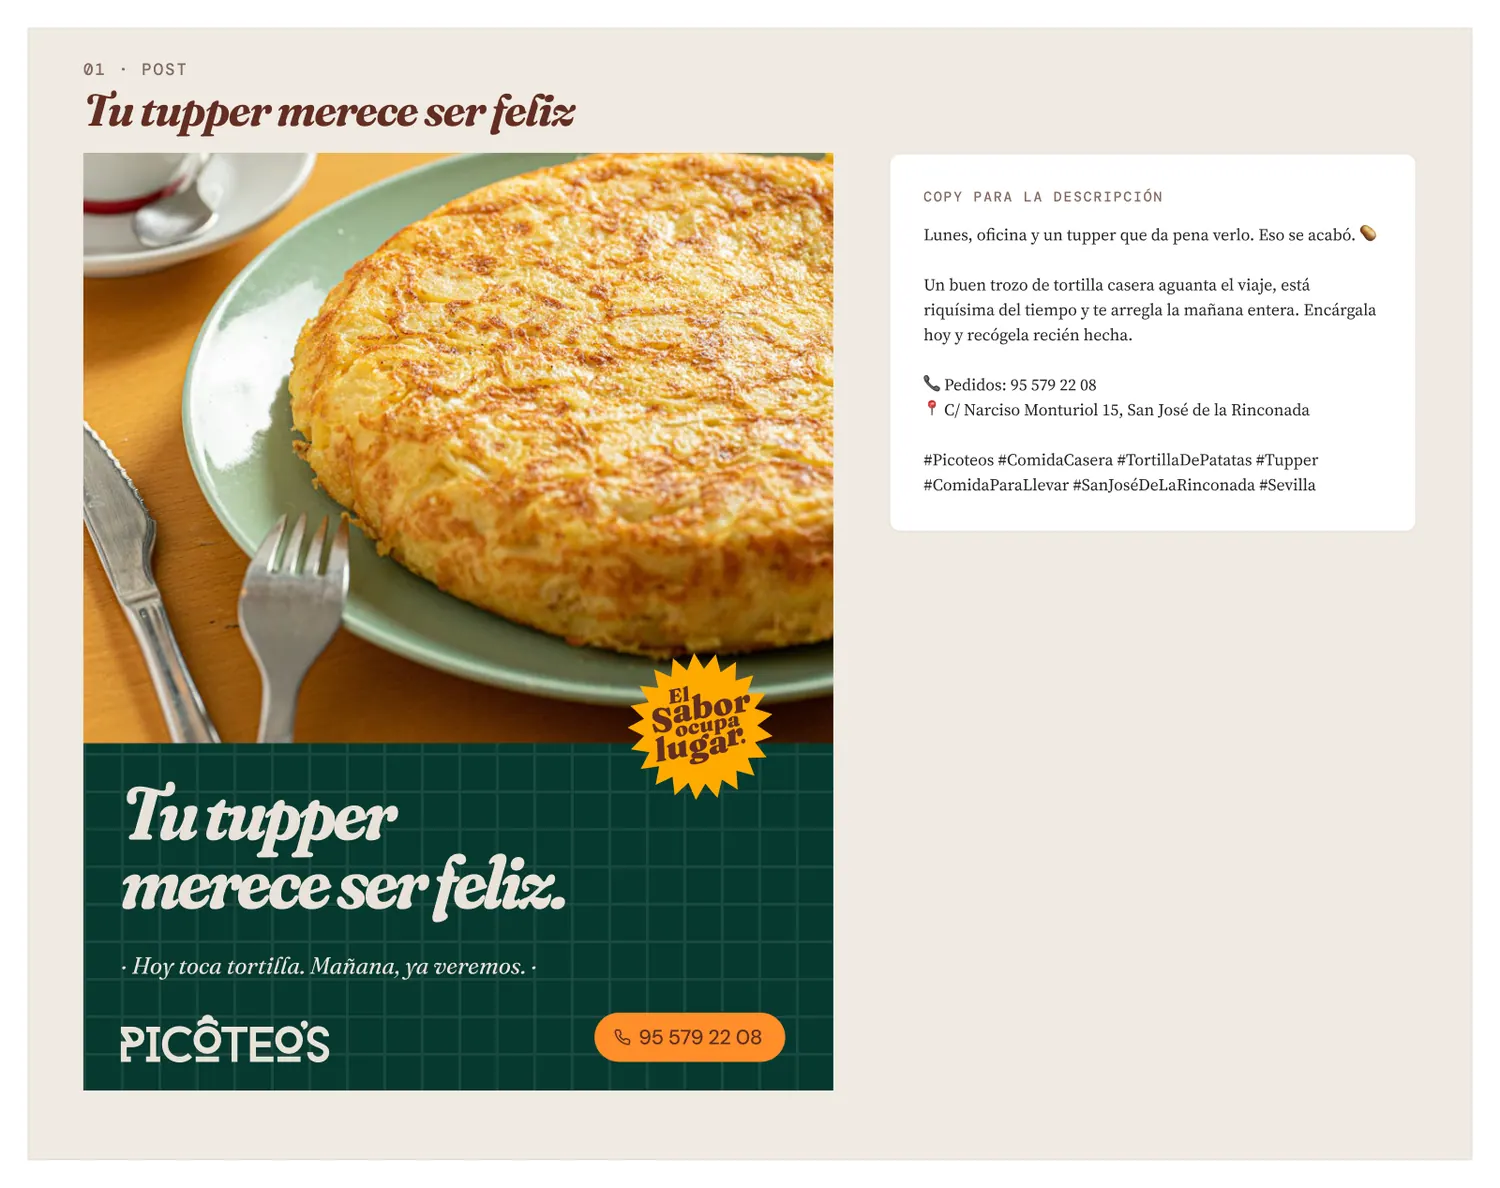 01 · POST
Tu tupper merece ser feliz
El
Sabor
ocupa
lugar.
Tu tupper
merece ser feliz.
· Hoy toca tortilla. Mañana, ya veremos. ·
PICÔTEO'S
95 579 22 08
COPY PARA LA DESCRIPCIÓN
Lunes, oficina y un tupper que da pena verlo. Eso se acabó. 🥔
Un buen trozo de tortilla casera aguanta el viaje, está
riquísima del tiempo y te arregla la mañana entera. Encárgala
hoy y recógela recién hecha.
📞 Pedidos: 95 579 22 08
📍 C/ Narciso Monturiol 15, San José de la Rinconada
#Picoteos #ComidaCasera #TortillaDePatatas #Tupper
#ComidaParaLlevar #SanJoséDeLaRinconada #Sevilla